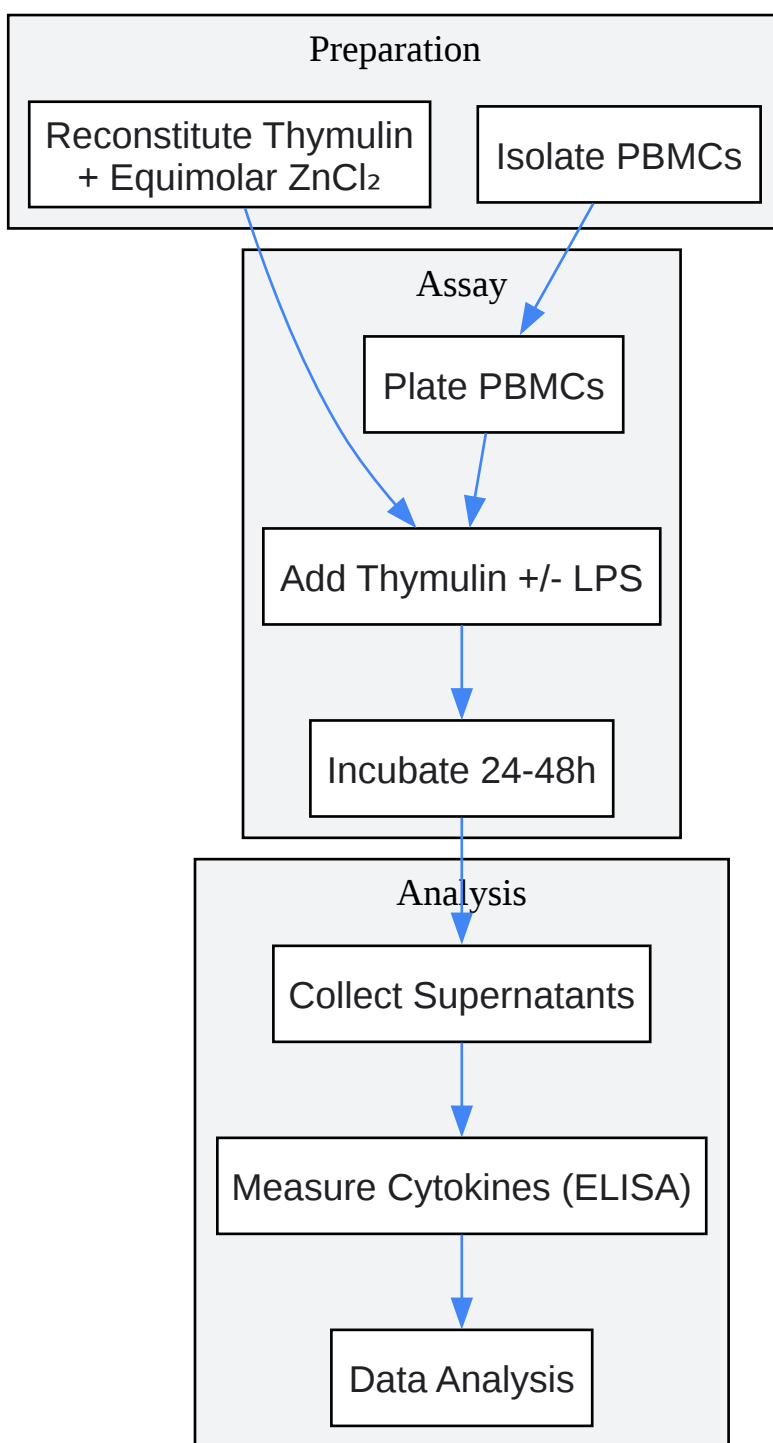 Preparation
Reconstitute Thymulin
+ Equimolar ZnCl₂
Isolate PBMCs
Assay
Plate PBMCs
Add Thymulin +/- LPS
Incubate 24-48h
Analysis
Collect Supernatants
Measure Cytokines (ELISA)
Data Analysis